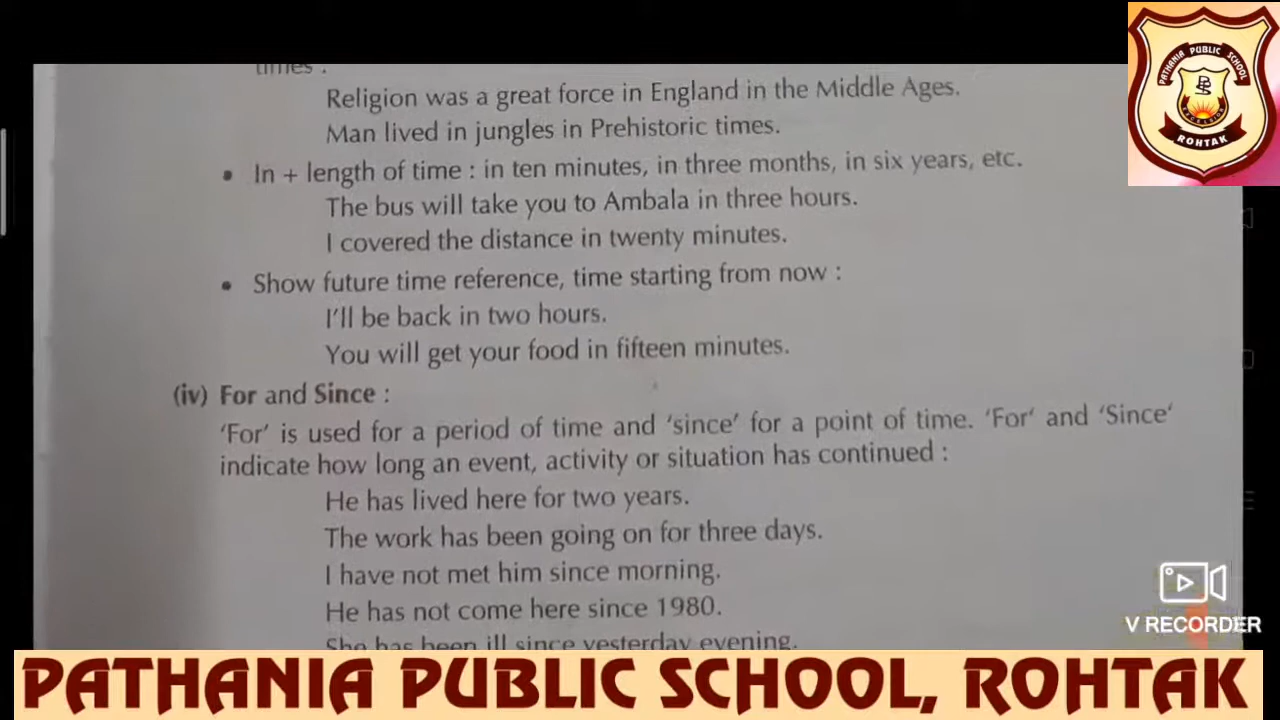 times :
Religion was a great force in England in the Middle Ages.
Man lived in jungles in Prehistoric times.
• In + length of time : in ten minutes, in three months, in six years, etc.
The bus will take you to Ambala in three hours.
I covered the distance in twenty minutes.
• Show future time reference, time starting from now :
I'll be back in two hours.
You will get your food in fifteen minutes.
(iv) For and Since :
'For' is used for a period of time and 'since' for a point of time. 'For' and 'Since'
indicate how long an event, activity or situation has continued :
He has lived here for two years.
The work has been going on for three days.
I have not met him since morning.
He has not come here since 1980.
She has been ill since yesterday evening.
PATHANIA PUBLIC SCHOOL
EXCELSIOR
ROHTAK
V RECORDER
PATHANIA PUBLIC SCHOOL, ROHTAK